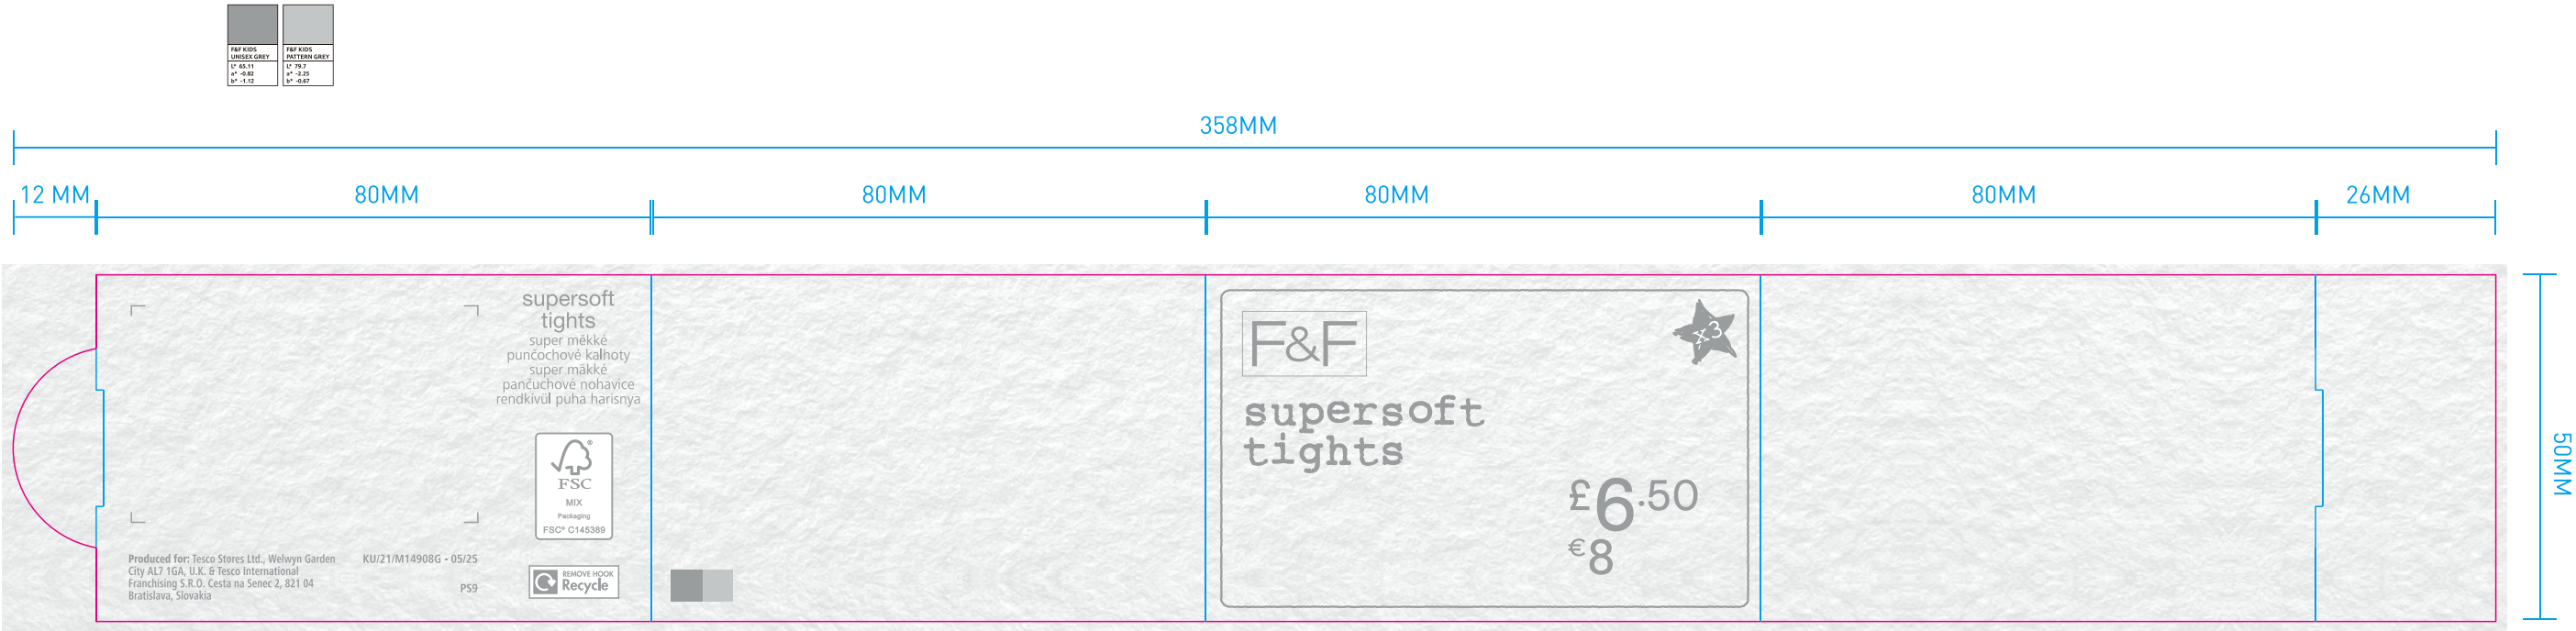 F&F KIDS
UNISEX GREY
L* 65.11
a* -0.82
b* -1.12
F&F KIDS
PATTERN GREY
L* 79.7
a* -2.25
b* -0.67
358MM
12 MM
80MM
80MM
80MM
80MM
26MM
50MM
supersoft
tights
super měkké
punčochové kalhoty
super mäkké
pančuchové nohavice
rendkívül puha harisnya
FSC
MIX
Packaging
FSC® C145389
Produced for: Tesco Stores Ltd., Welwyn Garden
City AL7 1GA, U.K. & Tesco International
Franchising S.R.O. Cesta na Senec 2, 821 04
Bratislava, Slovakia
KU/21/M14908G - 05/25
PS9
REMOVE HOOK
Recycle
F&F
x3
supersoft
tights
£6.50
€8